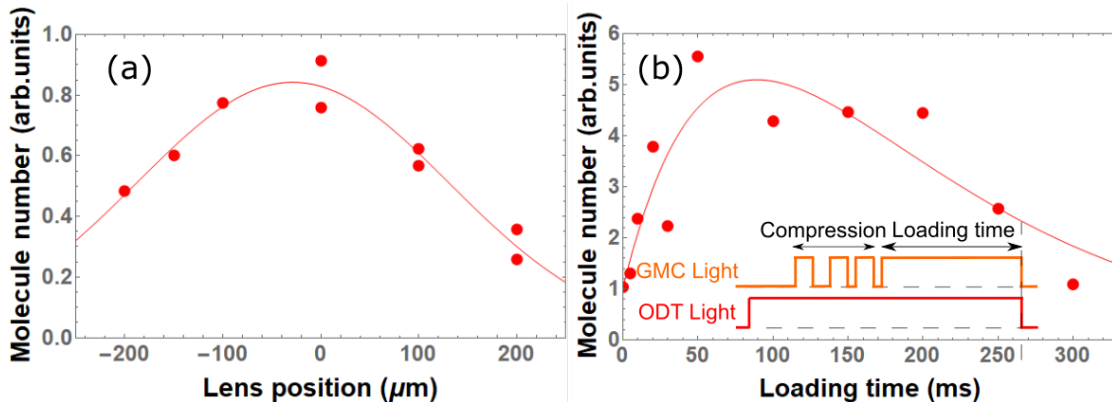 (a)
Molecule number (arb.units)
1.0
0.8
0.6
0.4
0.2
0.0
−200
−100
0
100
200
Lens position (μm)
(b)
Molecule number (arb.units)
6
5
4
3
2
1
0
0
50
100
150
200
250
300
Loading time (ms)
Compression Loading time
GMC Light
ODT Light